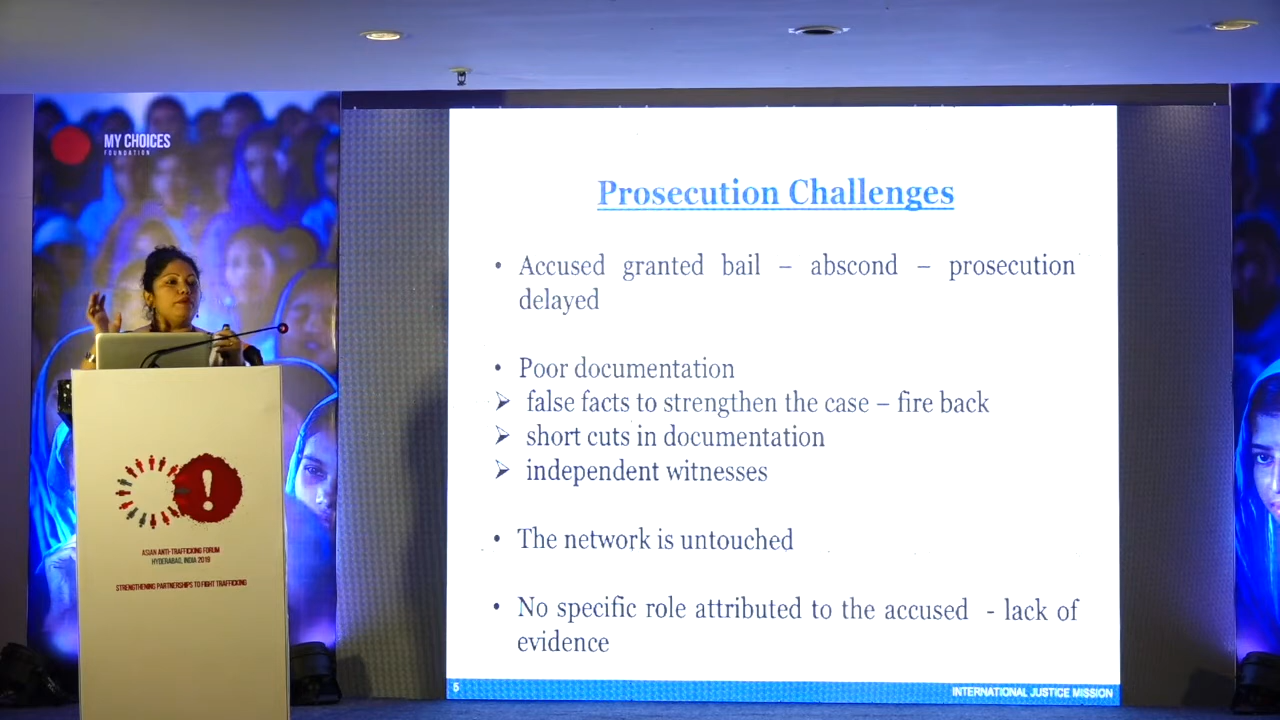 MY CHOICES
FOUNDATION
Prosecution Challenges
• Accused granted bail – abscond – prosecution
delayed
• Poor documentation
➢ false facts to strengthen the case – fire back
➢ short cuts in documentation
➢ independent witnesses
• The network is untouched
• No specific role attributed to the accused - lack of
evidence
5
INTERNATIONAL JUSTICE MISSION
!
ASIAN ANTI-TRAFFICKING FORUM
HYDERABAD, INDIA 2019
STRENGTHENING PARTNERSHIPS TO FIGHT TRAFFICKING